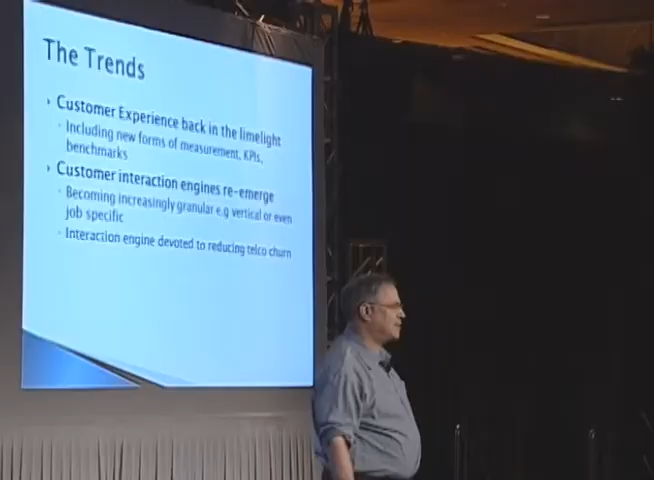 The Trends
Customer Experience back in the limelight
Including new forms of measurement, KPIs,
benchmarks
Customer interaction engines re-emerge
Becoming increasingly granular e.g vertical or even
job specific
Interaction engine devoted to reducing telco churn